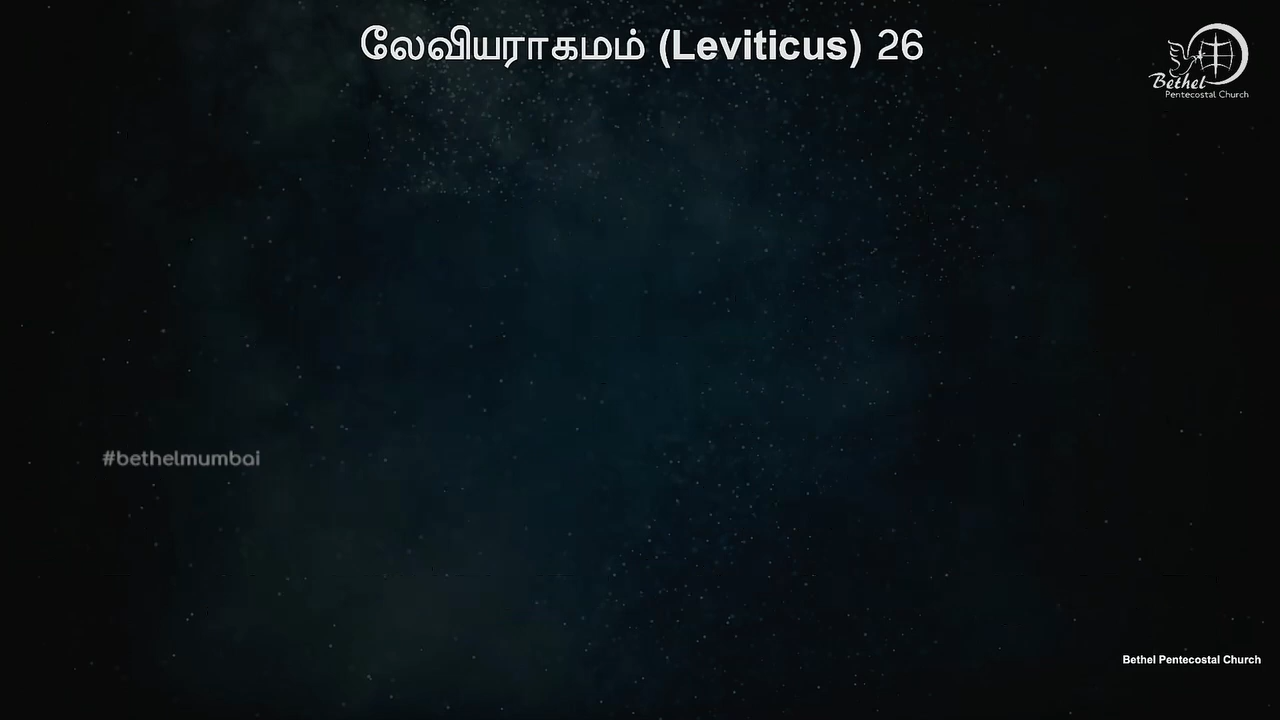 லேவியராகமம் (Leviticus) 26
Bethel
Pentecostal Church
#bethelmumbai
Bethel Pentecostal Church